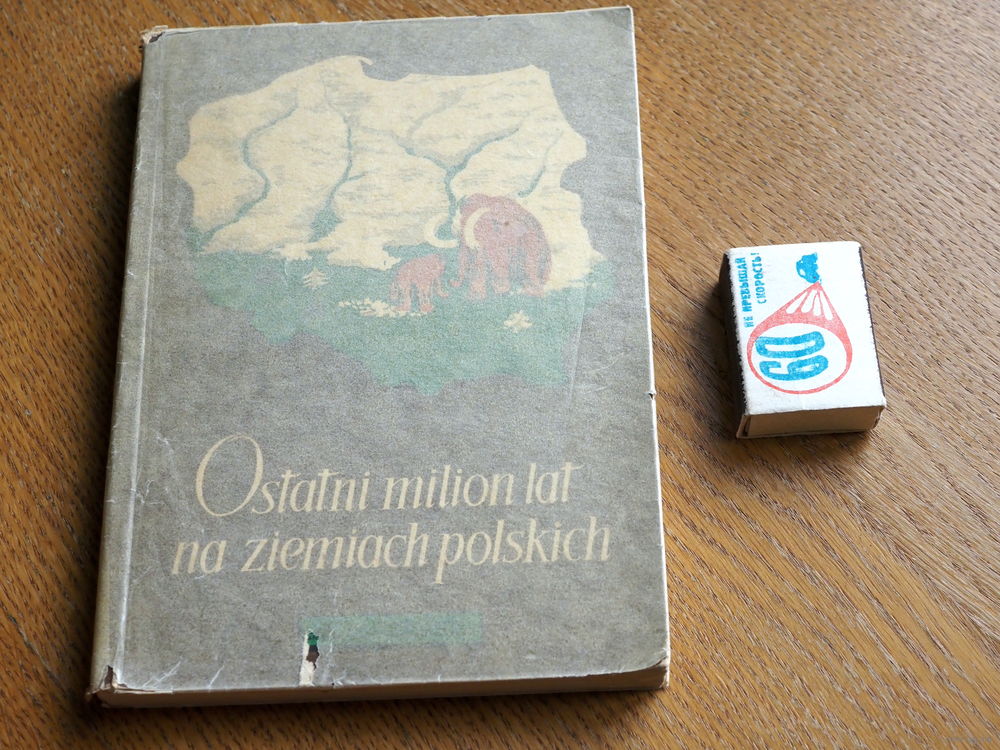 Ostatni milion lat
na ziemiach polskich
НЕ ПРЕВЫШАЙ
СКОРОСТЬ!
60